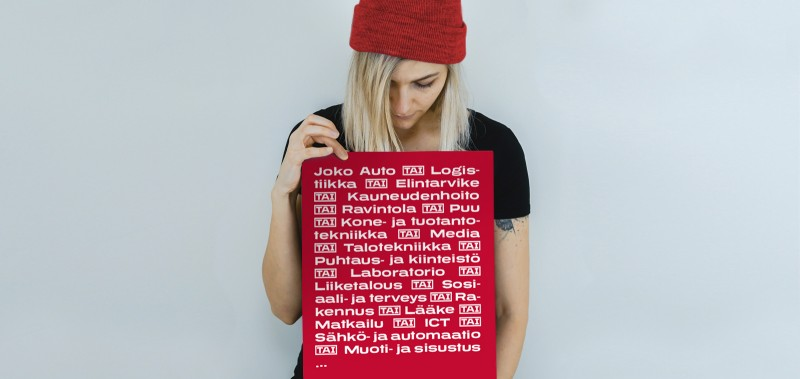 Joko Auto TAI Logis-
tiikka TAI Elintarvike
TAI Kauneudenhoito
TAI Ravintola TAI Puu
TAI Kone- ja tuotanto-
tekniikka TAI Media
TAI Talotekniikka TAI
Puhtaus- ja kiinteistö
TAI Laboratorio TAI
Liiketalous TAI Sosi-
aali- ja terveys TAI Ra-
kennus TAI Lääke TAI
Matkailu TAI ICT TAI
Sähkö- ja automaatio
TAI Muoti- ja sisustus
...